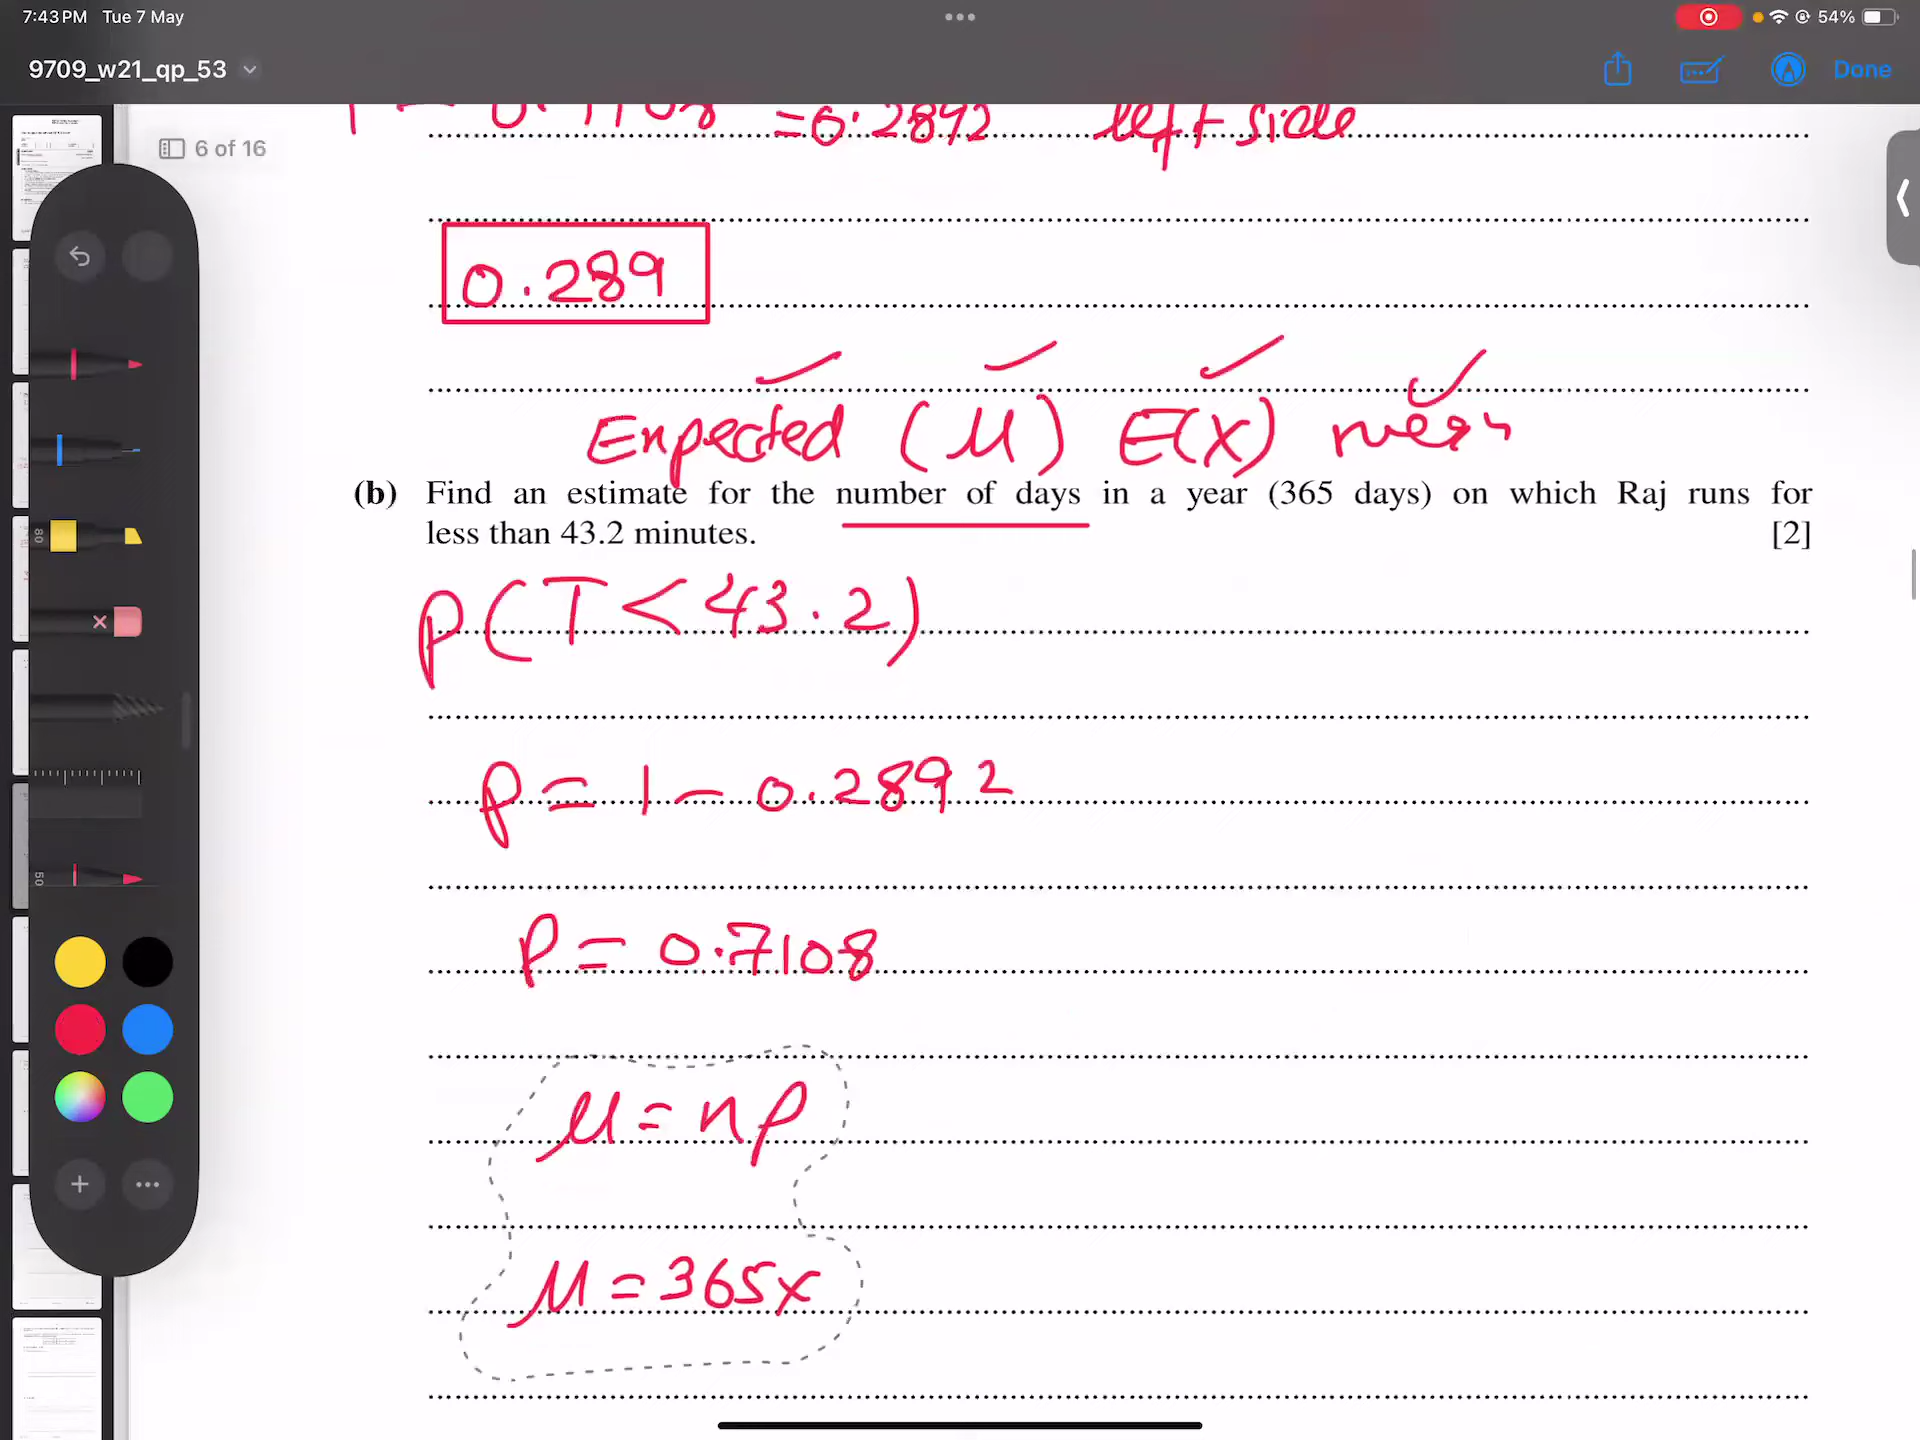 7:43 PM Tue 7 May
54%
9709_w21_qp_53
Done
6 of 16
=0.2892 left side
0.289
Expected (μ) E(X) mean
(b) Find an estimate for the number of days in a year (365 days) on which Raj runs for
less than 43.2 minutes. [2]
P(T<43.2)
P = 1 - 0.2892
P = 0.7108
μ = np
μ = 365x
80
50